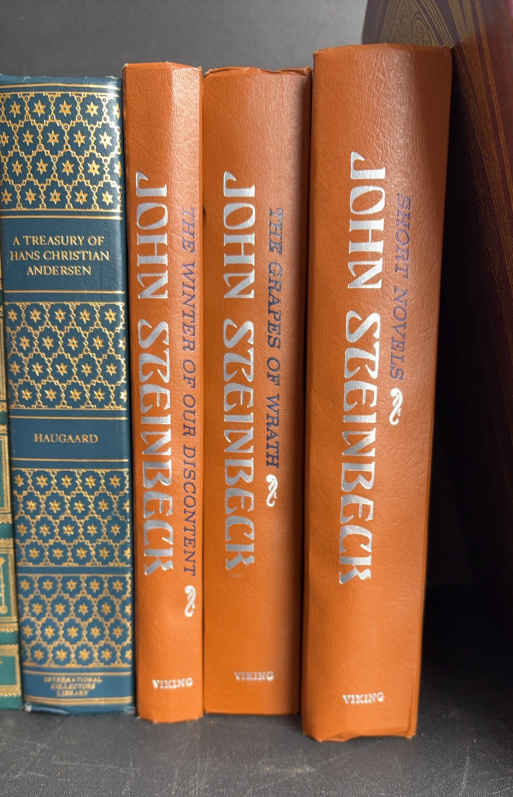 A TREASURY OF
HANS CHRISTIAN
ANDERSEN
HAUGAARD
INTERNATIONAL
COLLECTORS
LIBRARY
JOHN STEINBECK
THE WINTER OF OUR DISCONTENT
VIKING
JOHN STEINBECK
THE GRAPES OF WRATH
VIKING
JOHN STEINBECK
SHORT NOVELS
VIKING